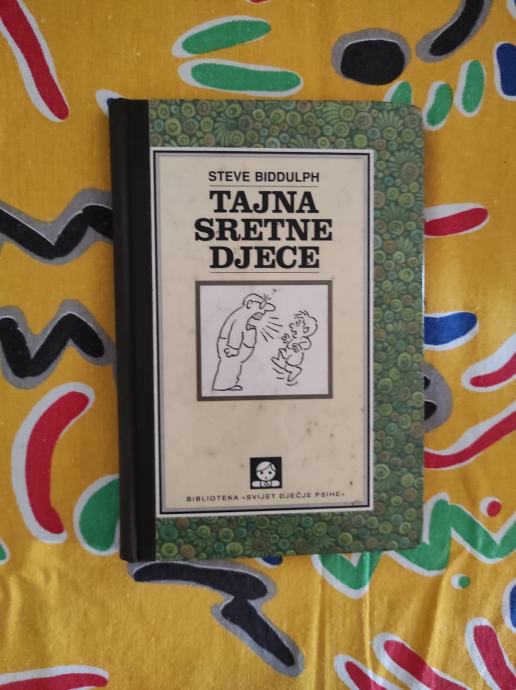 STEVE BIDDULPH
TAJNA
SRETNE
DJECE
BIBLIOTEKA «SVIJET DJEČJE PSIHE»